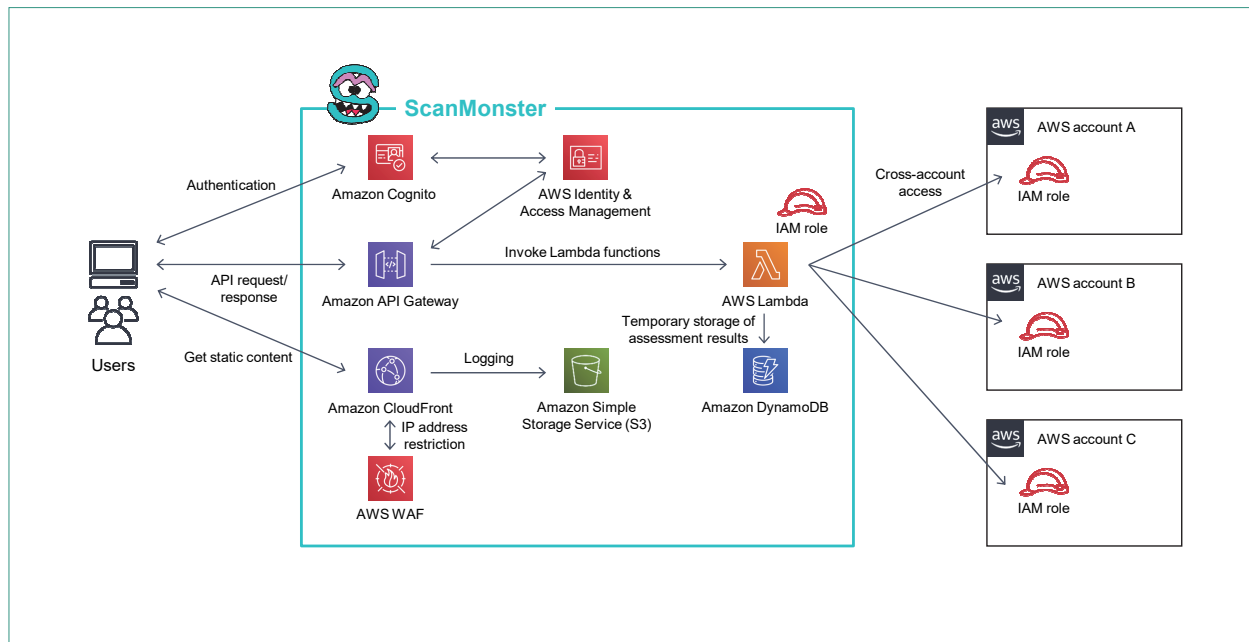 ScanMonster
Amazon Cognito
AWS Identity &
Access Management
Authentication
Users
API request/
response
Get static content
Amazon API Gateway
Invoke Lambda functions
IAM role
AWS Lambda
Temporary storage of
assessment results
Amazon DynamoDB
Amazon CloudFront
Logging
Amazon Simple
Storage Service (S3)
IP address
restriction
AWS WAF
Cross-account
access
aws
AWS account A
IAM role
aws
AWS account B
IAM role
aws
AWS account C
IAM role